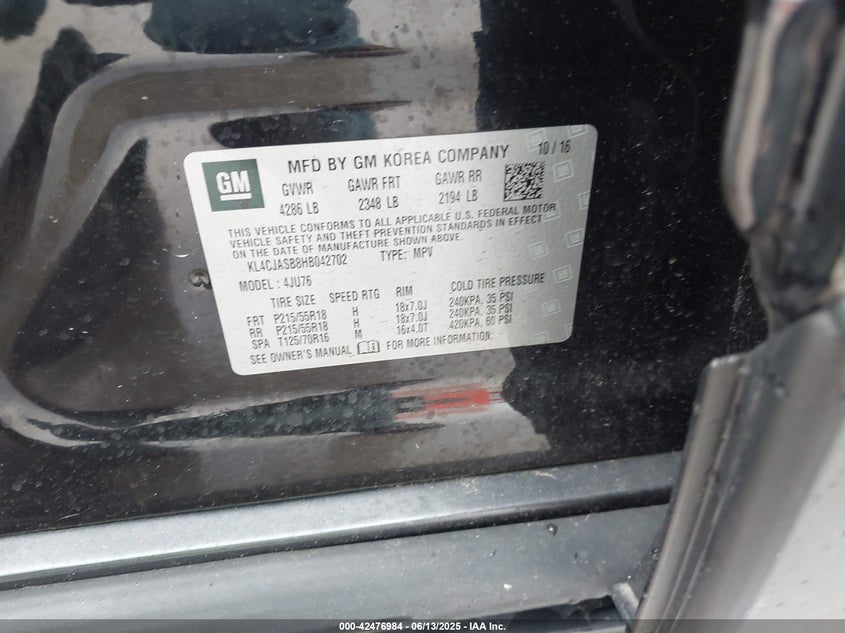 GM
MFD BY GM KOREA COMPANY 10 / 16
GVWR GAWR FRT GAWR RR
4286 LB 2348 LB 2194 LB
THIS VEHICLE CONFORMS TO ALL APPLICABLE U.S. FEDERAL MOTOR
VEHICLE SAFETY AND THEFT PREVENTION STANDARDS IN EFFECT
ON THE DATE OF MANUFACTURE SHOWN ABOVE.
KL4CJASB8HB042702 TYPE: MPV
MODEL : 4JU76
TIRE SIZE SPEED RTG RIM COLD TIRE PRESSURE
FRT P215/55R18 H 18x7.0J 240KPA, 35 PSI
RR P215/55R18 H 18x7.0J 240KPA, 35 PSI
SPA T125/70R16 M 16x4.0T 420KPA, 60 PSI
SEE OWNER'S MANUAL FOR MORE INFORMATION.
000-42476984 - 06/13/2025 - IAA Inc.